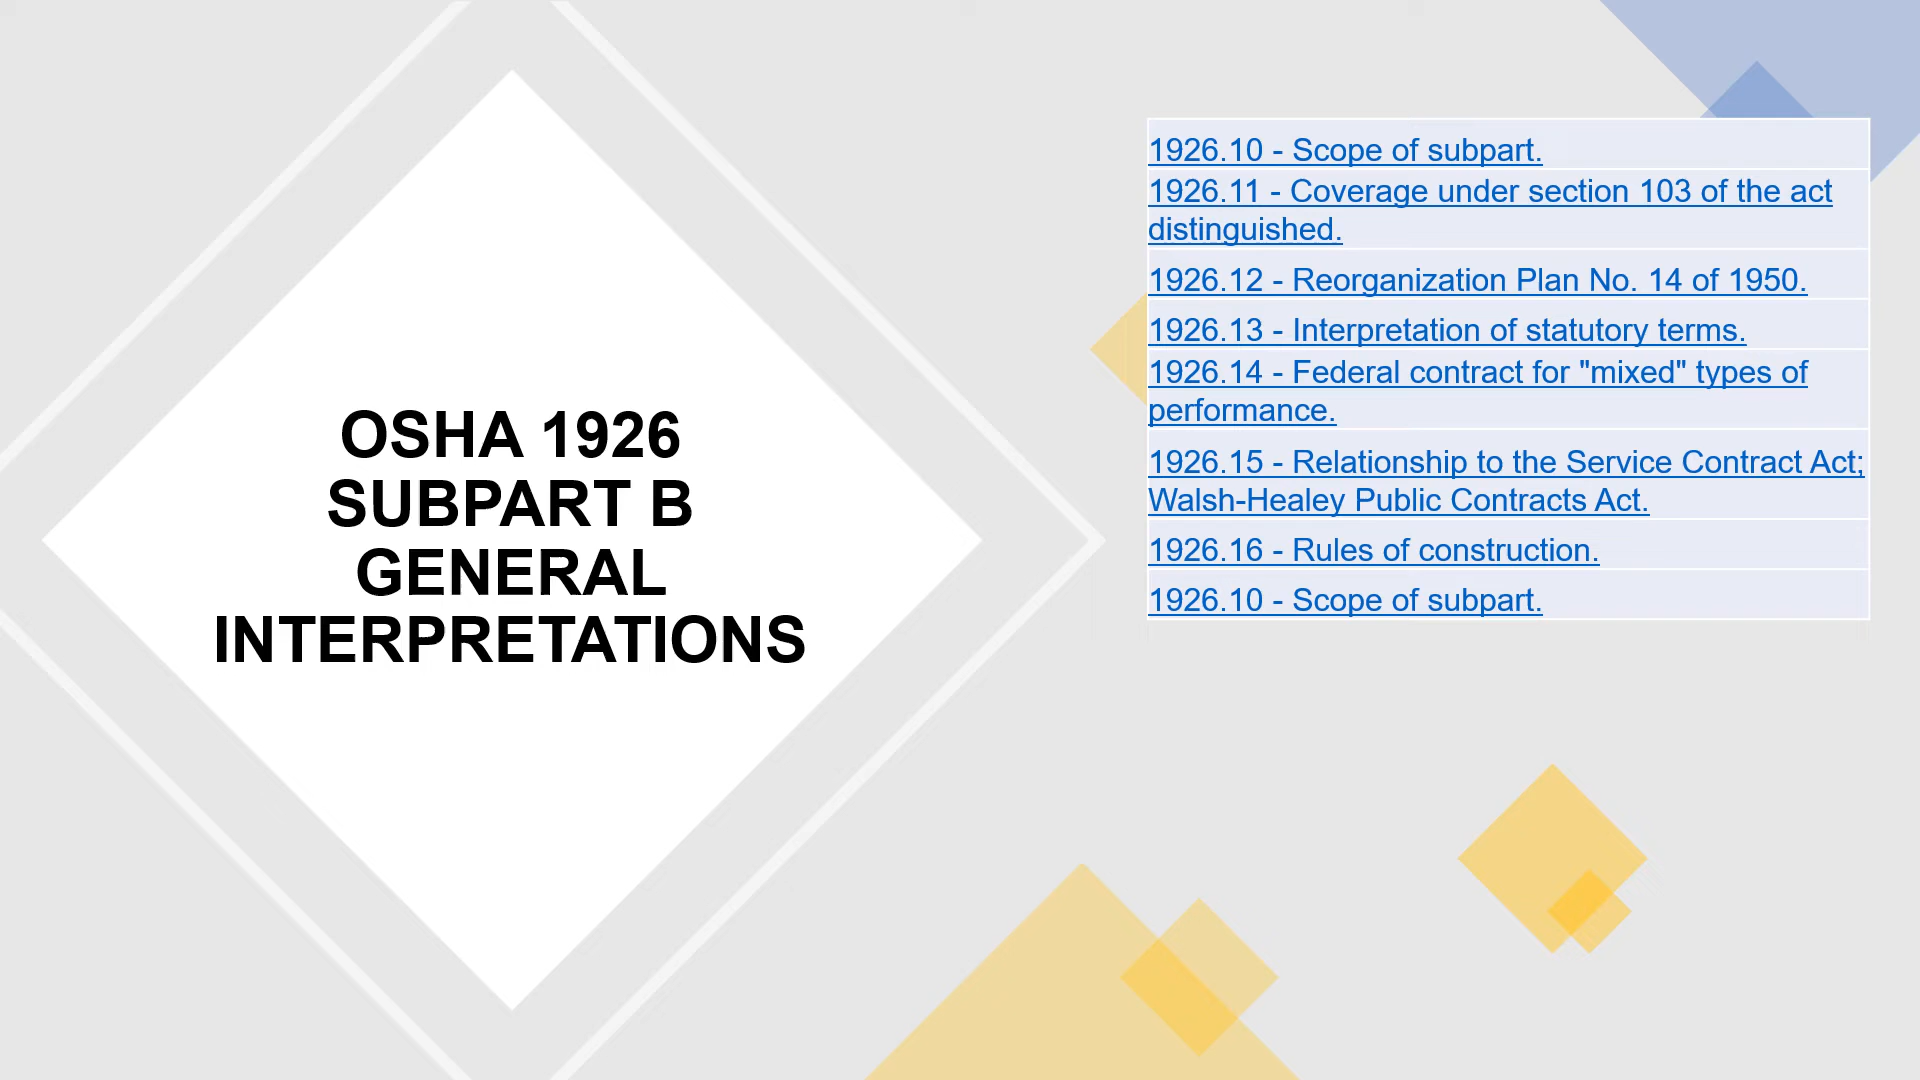 OSHA 1926
SUBPART B
GENERAL
INTERPRETATIONS
1926.10 - Scope of subpart.
1926.11 - Coverage under section 103 of the act
distinguished.
1926.12 - Reorganization Plan No. 14 of 1950.
1926.13 - Interpretation of statutory terms.
1926.14 - Federal contract for "mixed" types of
performance.
1926.15 - Relationship to the Service Contract Act;
Walsh-Healey Public Contracts Act.
1926.16 - Rules of construction.
1926.10 - Scope of subpart.